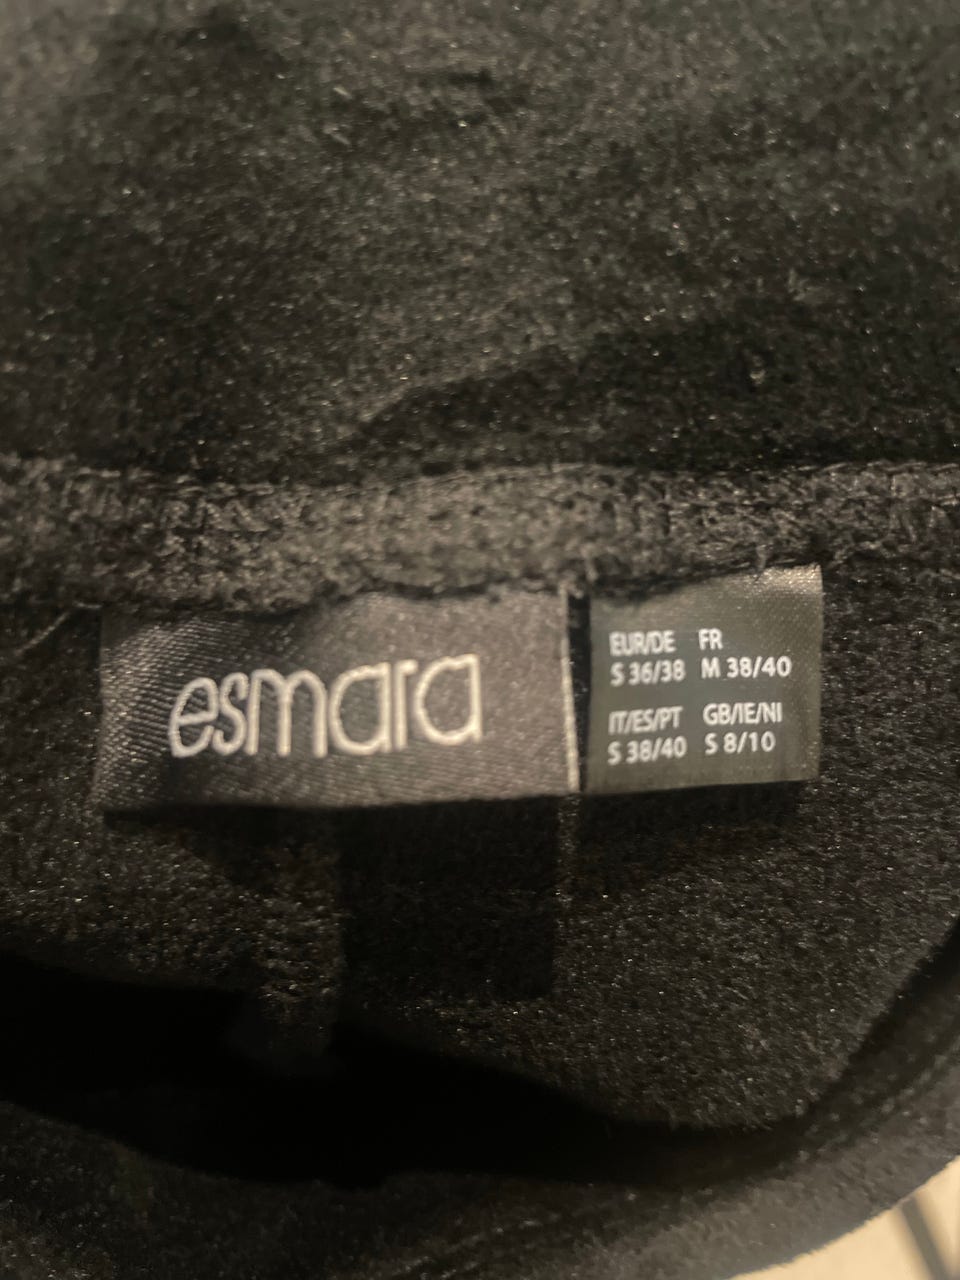 esmara
EUR/DE FR
S 36/38 M 38/40
IT/ES/PT GB/IE/NI
S 38/40 S 8/10